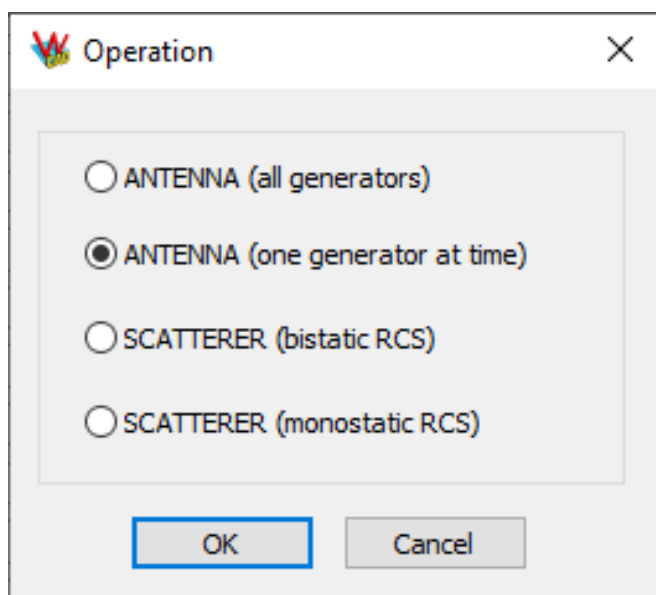 Operation
ANTENNA (all generators)
ANTENNA (one generator at time)
SCATTERER (bistatic RCS)
SCATTERER (monostatic RCS)
OK Cancel